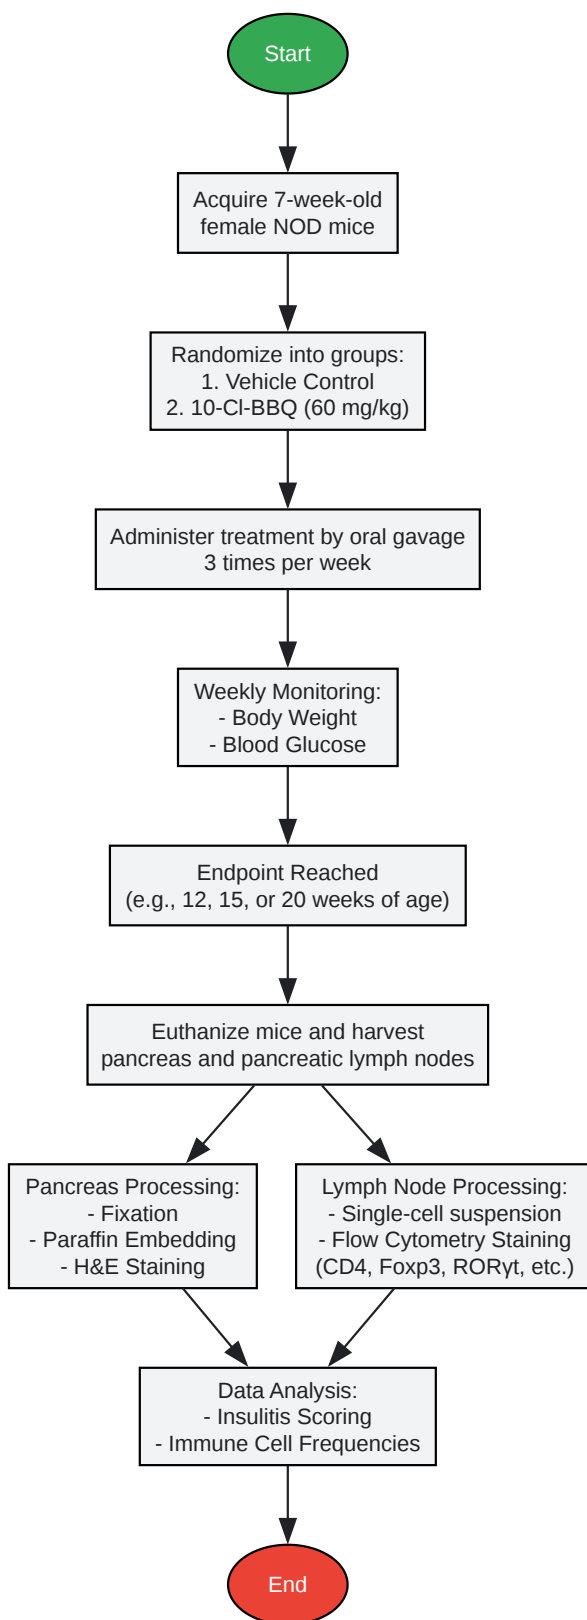 Start
Acquire 7-week-old
female NOD mice
Randomize into groups:
1. Vehicle Control
2. 10-Cl-BBQ (60 mg/kg)
Administer treatment by oral gavage
3 times per week
Weekly Monitoring:
- Body Weight
- Blood Glucose
Endpoint Reached
(e.g., 12, 15, or 20 weeks of age)
Euthanize mice and harvest
pancreas and pancreatic lymph nodes
Pancreas Processing:
- Fixation
- Paraffin Embedding
- H&E Staining
Lymph Node Processing:
- Single-cell suspension
- Flow Cytometry Staining
(CD4, Foxp3, RORγt, etc.)
Data Analysis:
- Insulitis Scoring
- Immune Cell Frequencies
End